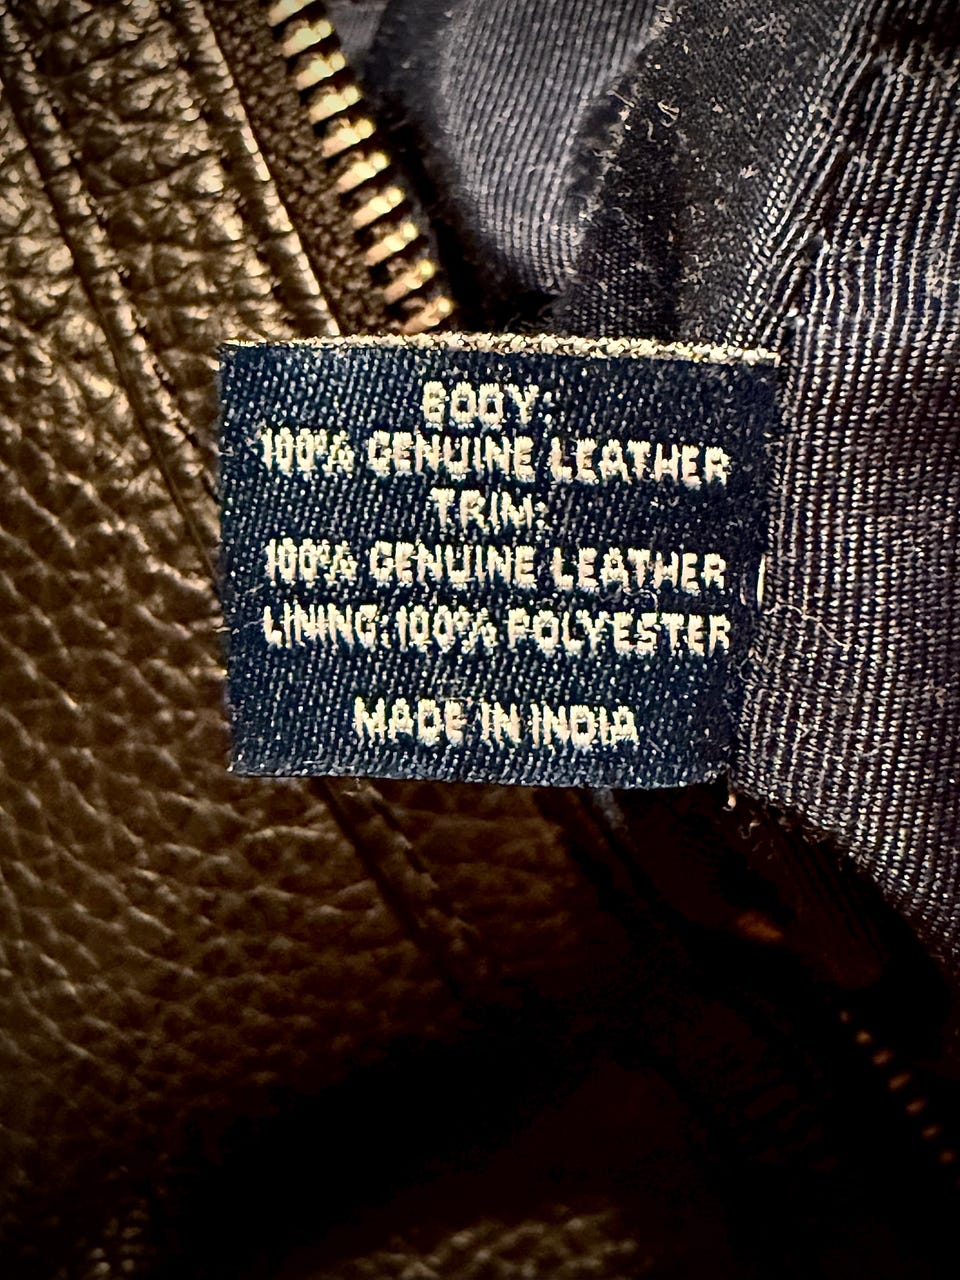 BODY:
100% GENUINE LEATHER
TRIM:
100% GENUINE LEATHER
LINING:100% POLYESTER
MADE IN INDIA